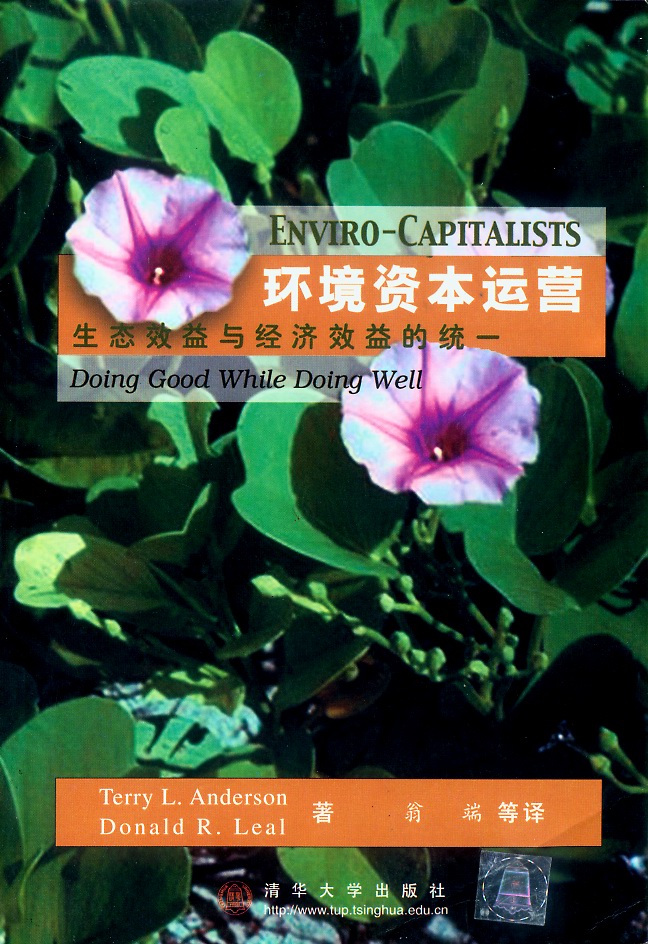 ENVIRO-CAPITALISTS
环境资本运营
生态效益与经济效益的统一
Doing Good While Doing Well
Terry L. Anderson
Donald R. Leal
著
翁 端 等译
清华大学出版社
http://www.tup.tsinghua.edu.cn